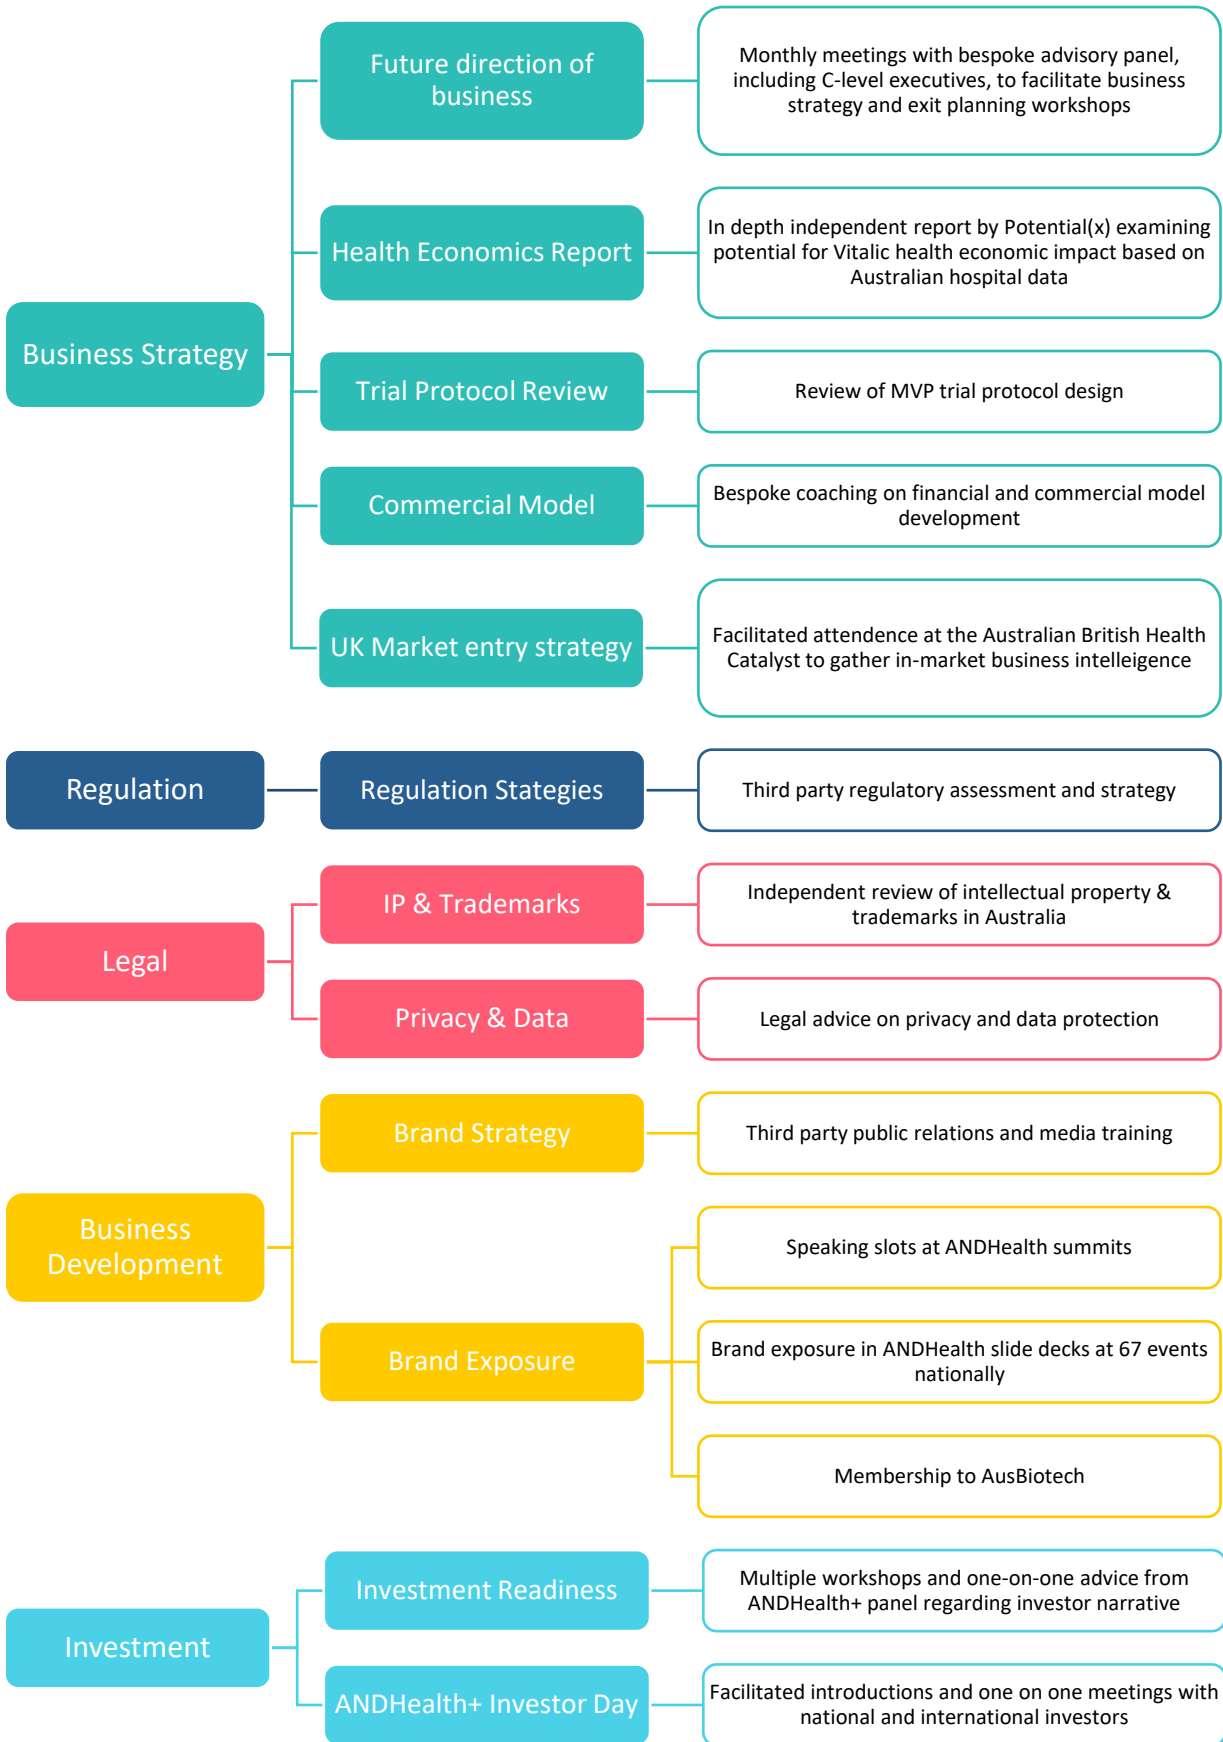 Business Strategy
Future direction of
business
Monthly meetings with bespoke advisory panel,
including C-level executives, to facilitate business
strategy and exit planning workshops
Health Economics Report
In depth independent report by Potential(x) examining
potential for Vitalic health economic impact based on
Australian hospital data
Trial Protocol Review
Review of MVP trial protocol design
Commercial Model
Bespoke coaching on financial and commercial model
development
UK Market entry strategy
Facilitated attendence at the Australian British Health
Catalyst to gather in-market business intelleigence
Regulation
Regulation Stategies
Third party regulatory assessment and strategy
Legal
IP & Trademarks
Independent review of intellectual property &
trademarks in Australia
Privacy & Data
Legal advice on privacy and data protection
Business
Development
Brand Strategy
Third party public relations and media training
Brand Exposure
Speaking slots at ANDHealth summits
Brand exposure in ANDHealth slide decks at 67 events
nationally
Membership to AusBiotech
Investment
Investment Readiness
Multiple workshops and one-on-one advice from
ANDHealth+ panel regarding investor narrative
ANDHealth+ Investor Day
Facilitated introductions and one on one meetings with
national and international investors